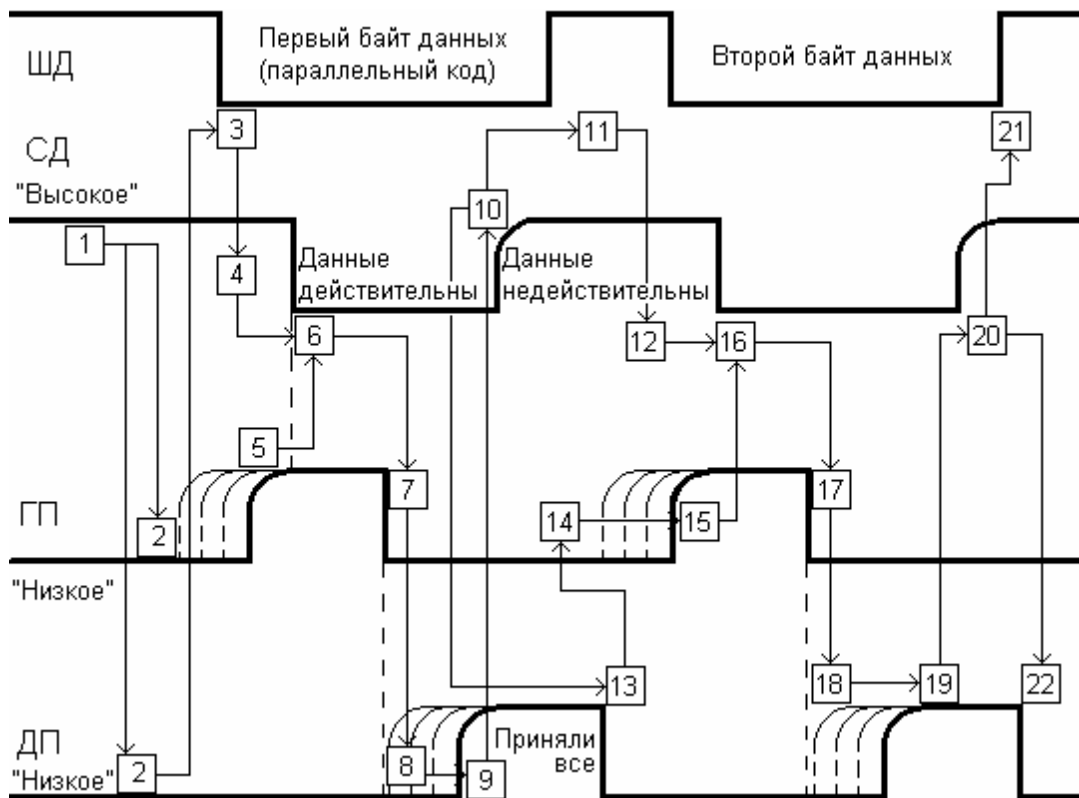 Первый байт данных
(параллельный код)
Второй байт данных
ШД
3
11
21
СД
"Высокое"
10
1
Данные
действительны
Данные
недействительны
4
6
12
16
20
5
7
17
ГП
2
14
15
"Низкое"
13
18
19
22
ДП
"Низкое"
2
8
9
Приняли
все